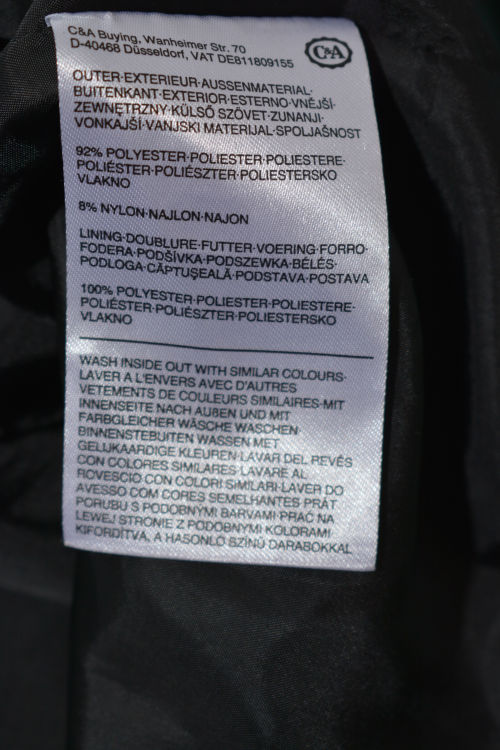 C&A Buying, Wanheimer Str. 70
D-40468 Düsseldorf, VAT DE811809155
C&A
OUTER·EXTERIEUR·AUSSENMATERIAL·
BUITENKANT·EXTERIOR·ESTERNO·VNĚJŠÍ·
ZEWNĘTRZNY·KÜLSŐ SZÖVET·ZUNANJI·
VONKAJŠÍ·VANJSKI MATERIJAL·SPOLJAŠNOST
92% POLYESTER·POLIESTER·POLIESTERE·
POLIÉSTER·POLIÉSZTER·POLIESTERSKO
VLAKNO
8% NYLON·NAJLON·NAJON
LINING·DOUBLURE·FUTTER·VOERING·FORRO·
FODERA·PODŠÍVKA·PODSZEWKA·BÉLÉS·
PODLOGA·CĂPTUŞEALĂ·PODSTAVA·POSTAVA
100% POLYESTER·POLIESTER·POLIESTERE·
POLIÉSTER·POLIÉSZTER·POLIESTERSKO
VLAKNO
WASH INSIDE OUT WITH SIMILAR COLOURS·
LAVER A L'ENVERS AVEC D'AUTRES
VETEMENTS DE COULEURS SIMILAIRES·MIT
INNENSEITE NACH AUßEN UND MIT
FARBGLEICHER WÄSCHE WASCHEN·
BINNENSTEBUITEN WASSEN MET
GELIJKAARDIGE KLEUREN·LAVAR DEL REVÉS
CON COLORES SIMILARES·LAVARE AL
ROVESCIO CON COLORI SIMILARI·LAVER DO
AVESSO COM CORES SEMELHANTES·PRÁT
PORUBU S PODOBNÝMI BARVAMI·PRAĆ NA
LEWEJ STRONIE Z PODOBNYMI KOLORAMI·
KIFORDÍTVA, A HASONLÓ SZÍNŰ DARABOKKAL